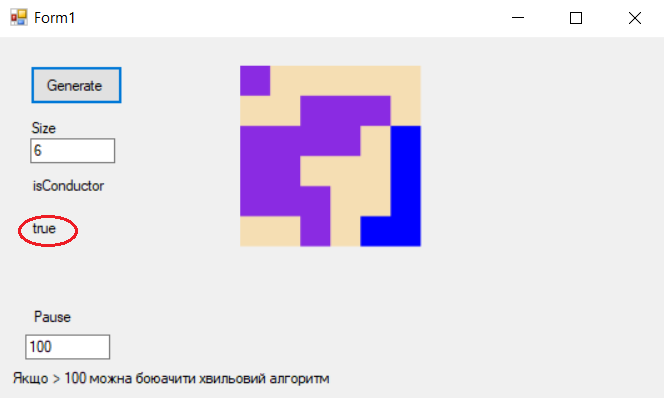 Form1
Generate
Size
6
isConductor
true
Pause
100
Якщо > 100 можна боюачити хвильовий алгоритм